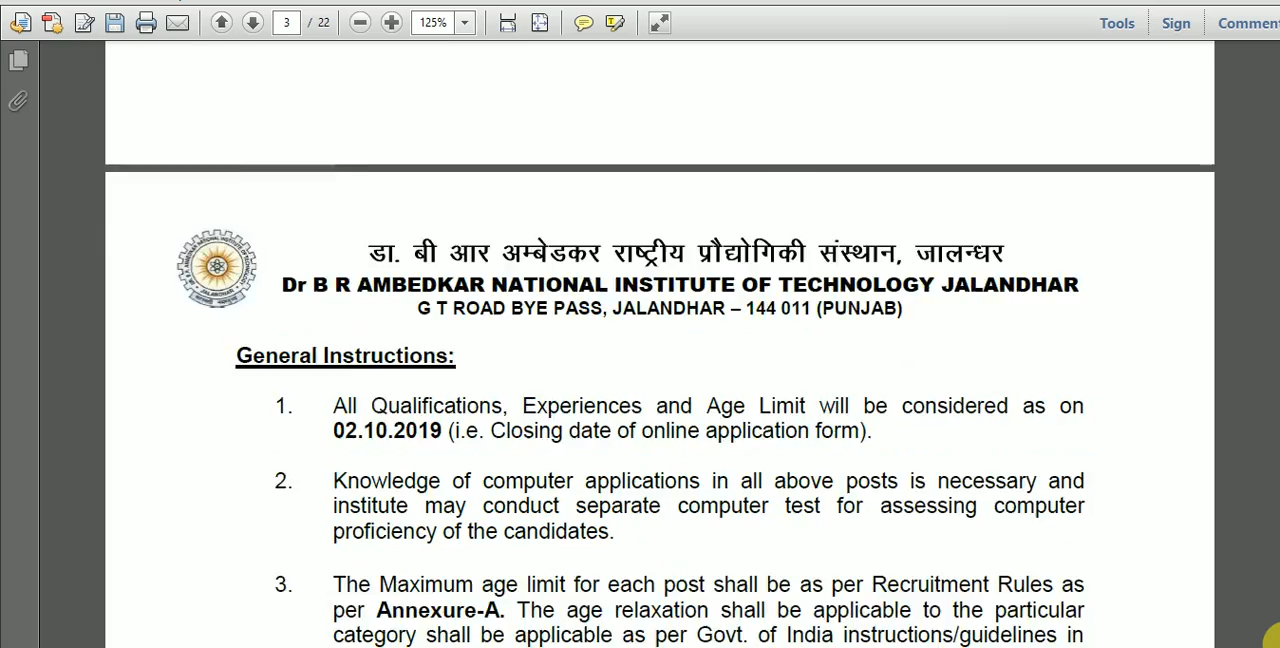 3 / 22 125% Tools Sign Commen
डा. बी आर अम्बेडकर राष्ट्रीय प्रौद्योगिकी संस्थान, जालन्धर
Dr B R AMBEDKAR NATIONAL INSTITUTE OF TECHNOLOGY JALANDHAR
G T ROAD BYE PASS, JALANDHAR – 144 011 (PUNJAB)
General Instructions:
1. All Qualifications, Experiences and Age Limit will be considered as on
02.10.2019 (i.e. Closing date of online application form).
2. Knowledge of computer applications in all above posts is necessary and
institute may conduct separate computer test for assessing computer
proficiency of the candidates.
3. The Maximum age limit for each post shall be as per Recruitment Rules as
per Annexure-A. The age relaxation shall be applicable to the particular
category shall be applicable as per Govt. of India instructions/guidelines in